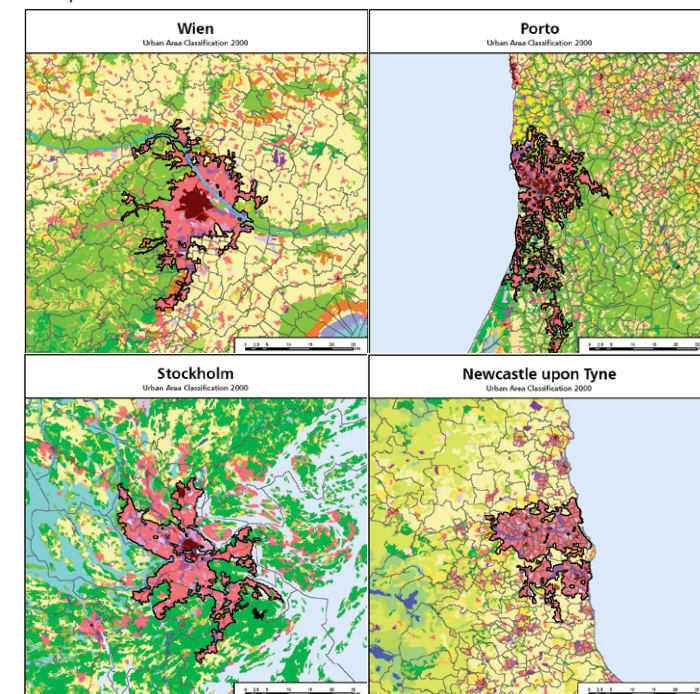 Wien
Urban Area Classification 2000
Porto
Urban Area Classification 2000
Stockholm
Urban Area Classification 2000
Newcastle upon Tyne
Urban Area Classification 2000